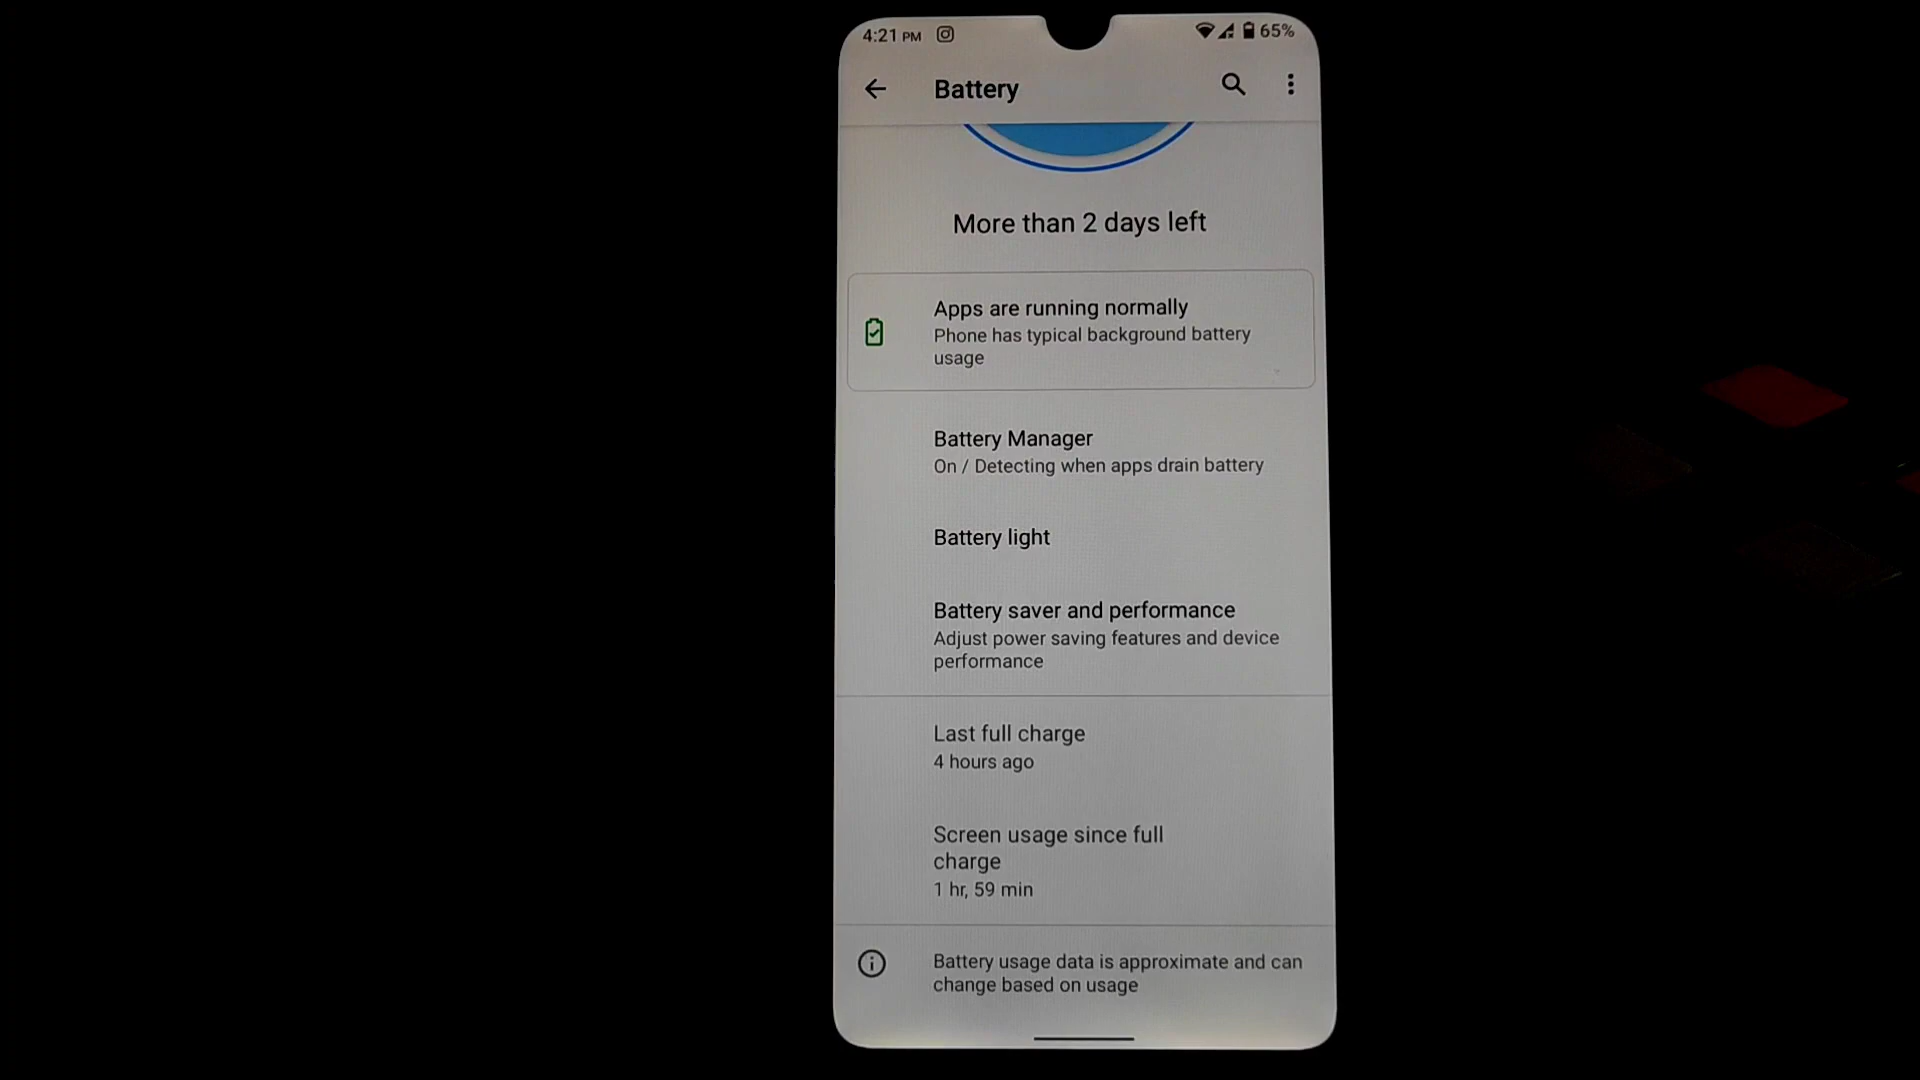 4:21 PM 65%
Battery
More than 2 days left
Apps are running normally
Phone has typical background battery
usage
Battery Manager
On / Detecting when apps drain battery
Battery light
Battery saver and performance
Adjust power saving features and device
performance
Last full charge
4 hours ago
Screen usage since full
charge
1 hr, 59 min
Battery usage data is approximate and can
change based on usage